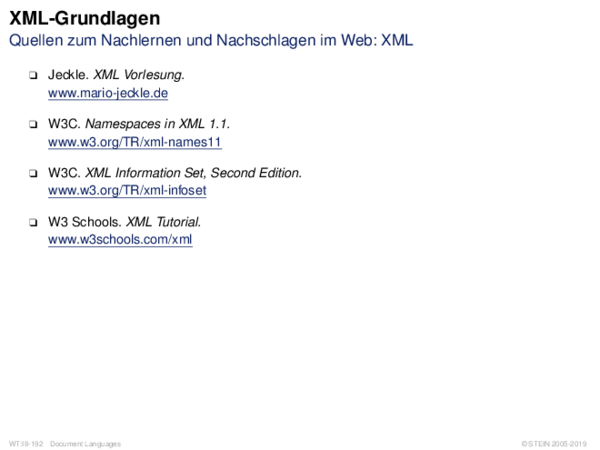 XML-Grundlagen
Quellen zum Nachlernen und Nachschlagen im Web: XML
❑ Jeckle. XML Vorlesung.
www.mario-jeckle.de
❑ W3C. Namespaces in XML 1.1.
www.w3.org/TR/xml-names11
❑ W3C. XML Information Set, Second Edition.
www.w3.org/TR/xml-infoset
❑ W3 Schools. XML Tutorial.
www.w3schools.com/xml
WT:III-192 Document Languages
© STEIN 2005-2019